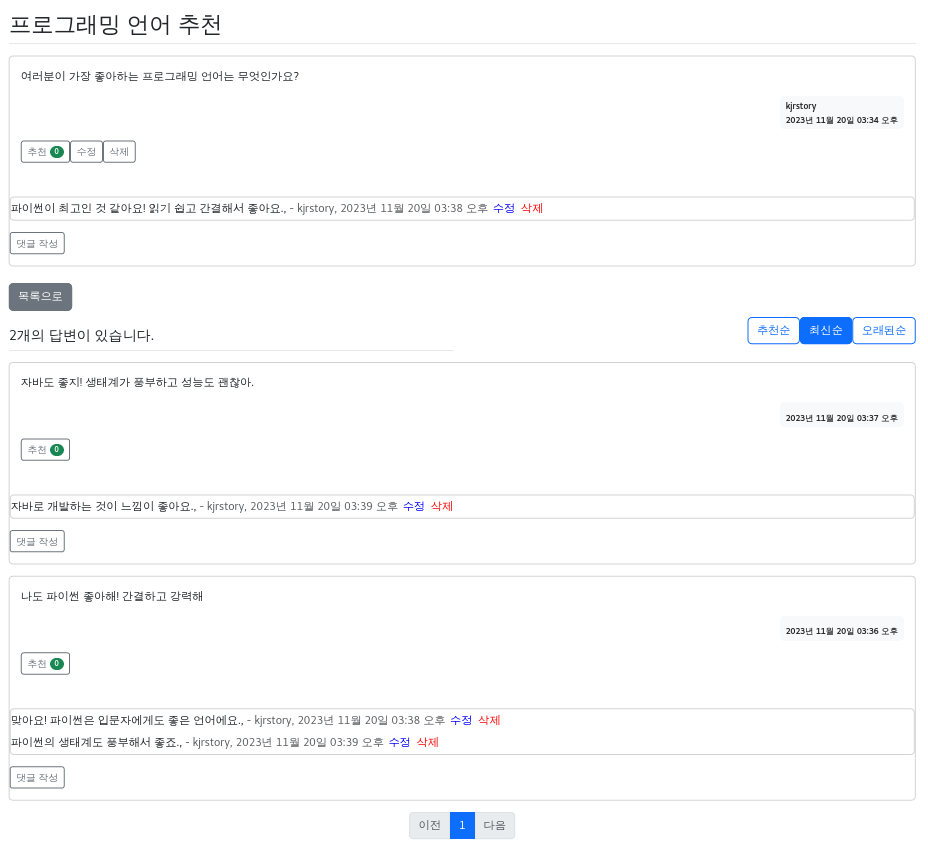 프로그래밍 언어 추천
여러분이 가장 좋아하는 프로그래밍 언어는 무엇인가요?
kjrstory
2023년 11월 20일 03:34 오후
추천 0 수정 삭제
파이썬이 최고인 것 같아요! 읽기 쉽고 간결해서 좋아요., - kjrstory, 2023년 11월 20일 03:38 오후 수정 삭제
댓글 작성
목록으로
2개의 답변이 있습니다.
추천순 최신순 오래된순
자바도 좋지! 생태계가 풍부하고 성능도 괜찮아.
2023년 11월 20일 03:37 오후
추천 0
자바로 개발하는 것이 느낌이 좋아요., - kjrstory, 2023년 11월 20일 03:39 오후 수정 삭제
댓글 작성
나도 파이썬 좋아해! 간결하고 강력해
2023년 11월 20일 03:36 오후
추천 0
맞아요! 파이썬은 입문자에게도 좋은 언어에요., - kjrstory, 2023년 11월 20일 03:38 오후 수정 삭제
파이썬의 생태계도 풍부해서 좋죠., - kjrstory, 2023년 11월 20일 03:39 오후 수정 삭제
댓글 작성
이전 1 다음